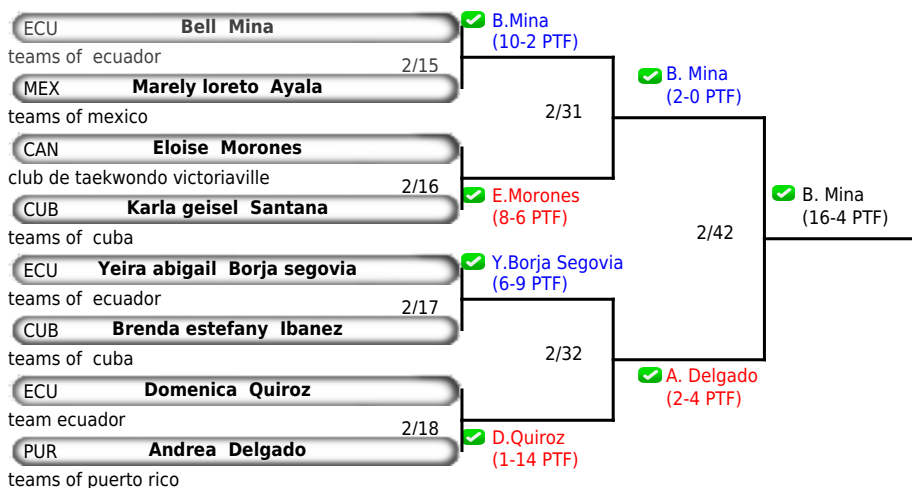 ECU Bell Mina
teams of ecuador
2/15
MEX Marely loreto Ayala
teams of mexico
CAN Eloise Morones
club de taekwondo victoriaville
2/16
CUB Karla geisel Santana
teams of cuba
ECU Yeira abigail Borja segovia
teams of ecuador
2/17
CUB Brenda estefany Ibanez
teams of cuba
ECU Domenica Quiroz
team ecuador
2/18
PUR Andrea Delgado
teams of puerto rico
B.Mina
(10-2 PTF)
2/31
E.Morones
(8-6 PTF)
Y.Borja Segovia
(6-9 PTF)
2/32
D.Quiroz
(1-14 PTF)
B. Mina
(2-0 PTF)
2/42
A. Delgado
(2-4 PTF)
B. Mina
(16-4 PTF)